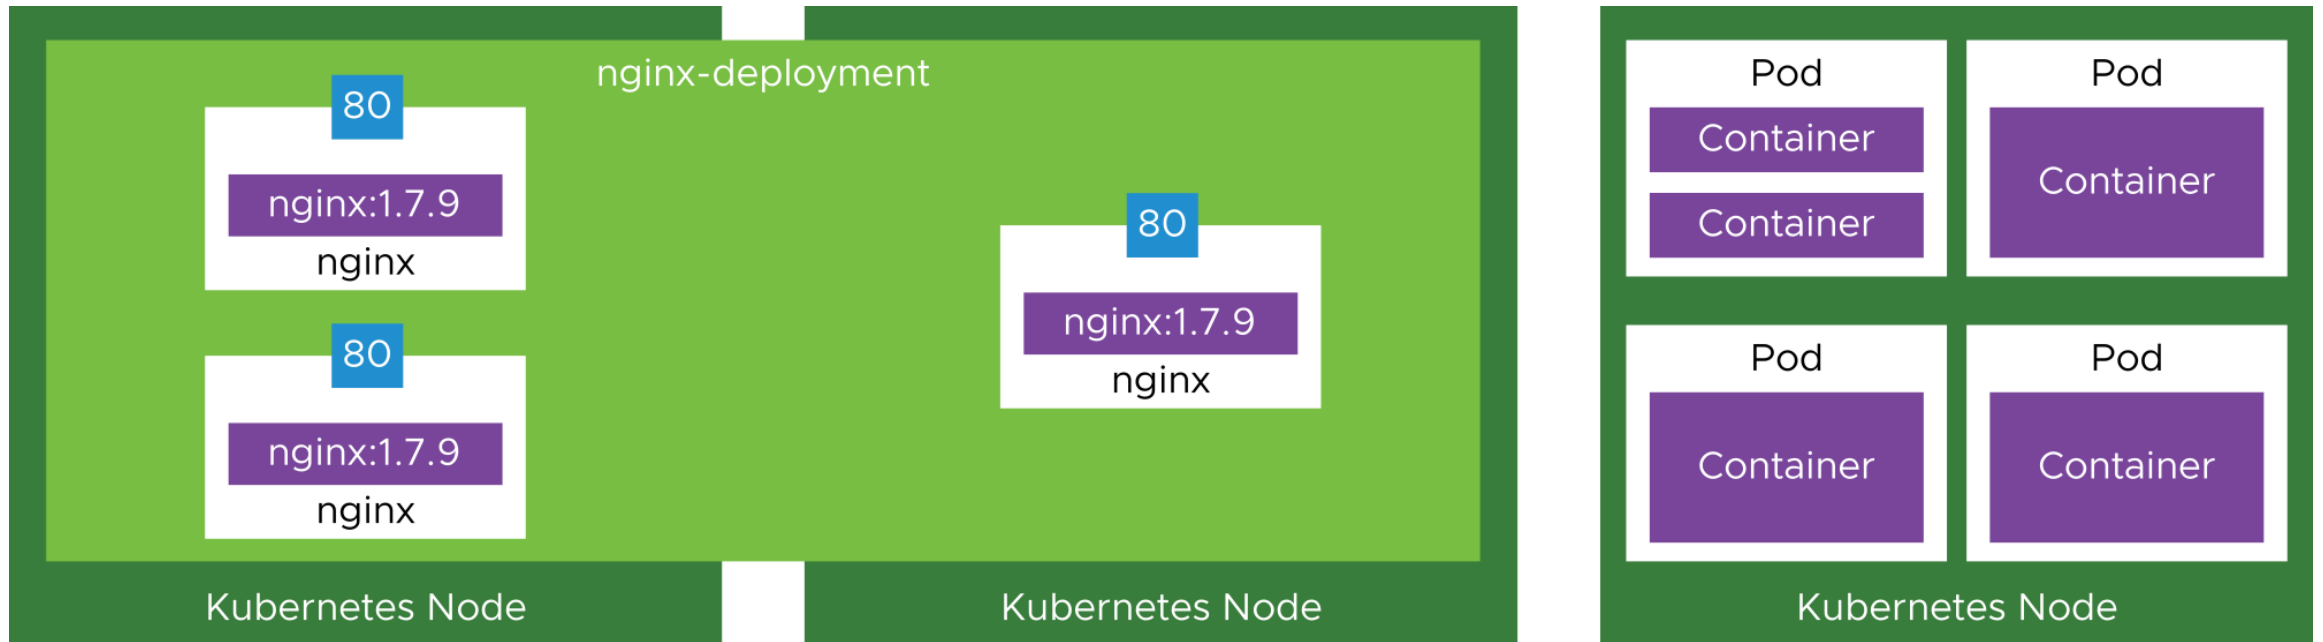 nginx-deployment
80
nginx:1.7.9
nginx
80
nginx:1.7.9
nginx
Kubernetes Node
80
nginx:1.7.9
nginx
Kubernetes Node
Pod
Container
Container
Pod
Container
Pod
Container
Pod
Container
Kubernetes Node